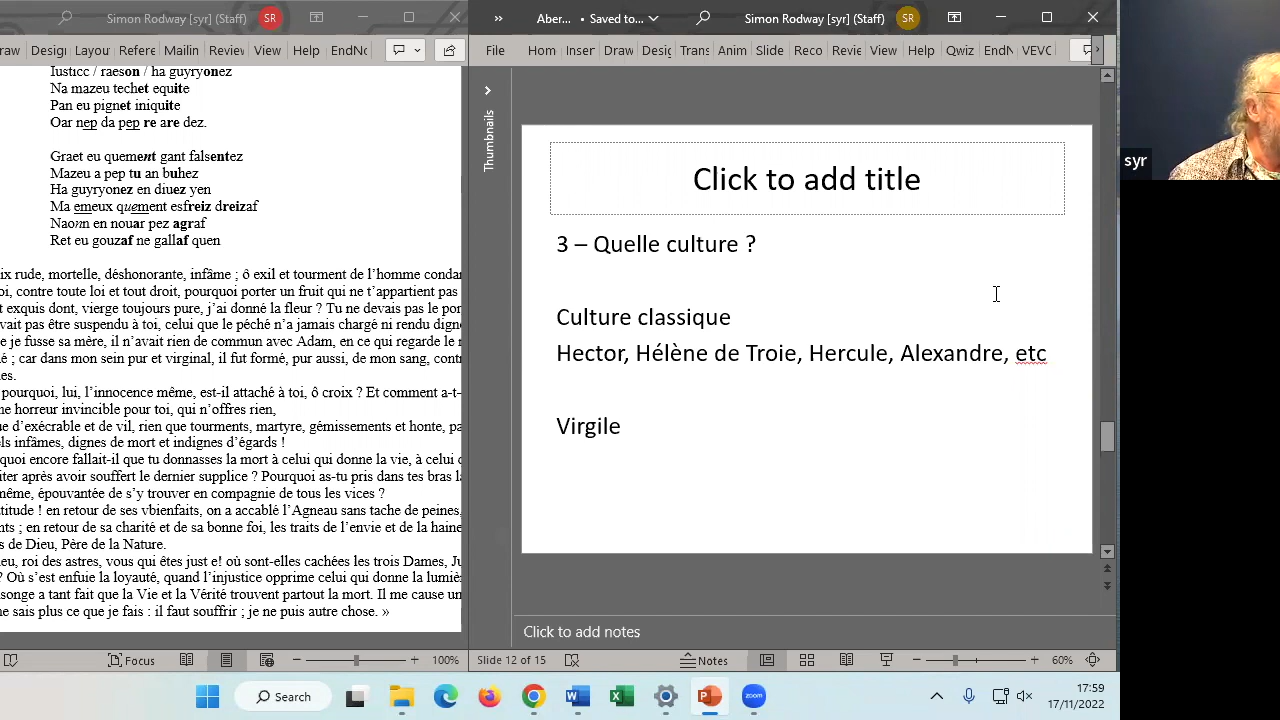 Simon Rodway [syr] (Staff)
SR
raw
Design
Layou
Refere
Mailin
Review
View
Help
EndNo
Iusticc / raeson / ha guyryonez
Na mazeu techet equite
Pan eu pignet iniquite
Oar nep da pep re are dez.
Graet eu quement gant falsentez
Mazeu a pep tu an buhez
Ha guyryonez en diuez yen
Ma emeux quement esfreiz dreizaf
Naonn en nouar pez agraf
Ret eu gouzaf ne gallaf quen
ix rude, mortelle, déshonorante, infâme ; ô exil et tourment de l’homme condar
oi, contre toute loi et tout droit, pourquoi porter un fruit qui ne t’appartient pas
t exquis dont, vierge toujours pure, j’ai donné la fleur ? Tu ne devais pas le por
vait pas être suspendu à toi, celui que le péché n’a jamais chargé ni rendu dign
e je fusse sa mère, il n’avait rien de commun avec Adam, en ce qui regarde le r
é ; car dans mon sein pur et virginal, il fut formé, pur aussi, de mon sang, contr
es.
pourquoi, lui, l’innocence même, est-il attaché à toi, ô croix ? Et comment a-t-
ne horreur invincible pour toi, qui n’offres rien,
ue d’exécrable et de vil, rien que tourments, martyre, gémissements et honte, pa
els infâmes, dignes de mort et indignes d’égards !
quoi encore fallait-il que tu donnasses la mort à celui qui donne la vie, à celui q
iter après avoir souffert le dernier supplice ? Pourquoi as-tu pris dans tes bras la
même, épouvantée de s’y trouver en compagnie de tous les vices ?
titude ! en retour de ses vbienfaits, on a accablé l’Agneau sans tache de peines,
nts ; en retour de sa charité et de sa bonne foi, les traits de l’envie et de la haine
s de Dieu, Père de la Nature.
eu, roi des astres, vous qui êtes just e! où sont-elles cachées les trois Dames, Ju
? Où s’est enfuie la loyauté, quand l’injustice opprime celui qui donne la lumiè
songe a tant fait que la Vie et la Vérité trouvent partout la mort. Il me cause un
ne sais plus ce que je fais : il faut souffrir ; je ne puis autre chose. »
Focus
100%
Aber... • Saved to...
Simon Rodway [syr] (Staff)
SR
File
Hom
Inser
Draw
Desig
Trans
Anim
Slide
Reco
Revie
View
Help
Qwiz
EndN
VEVC
Thumbnails
Click to add title
3 – Quelle culture ?
Culture classique
Hector, Hélène de Troie, Hercule, Alexandre, etc
Virgile
Click to add notes
Slide 12 of 15
Notes
60%
syr
Search
zoom
17:59
17/11/2022